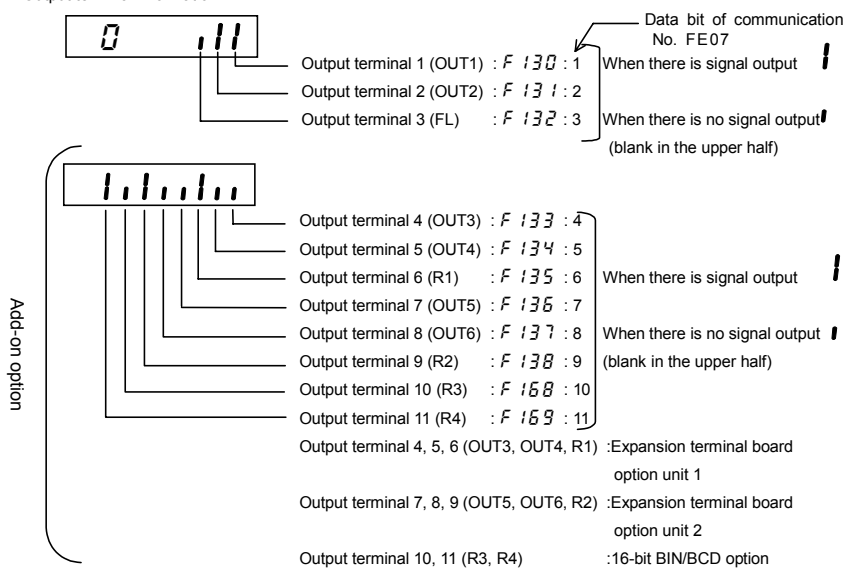 Data bit of communication
No. FE07
0 .11
Output terminal 1 (OUT1) : F 130 : 1 When there is signal output
Output terminal 2 (OUT2) : F 131 : 2
Output terminal 3 (FL) : F 132 : 3 When there is no signal output
(blank in the upper half)
Output terminal 4 (OUT3) : F 133 : 4
Output terminal 5 (OUT4) : F 134 : 5
Output terminal 6 (R1) : F 135 : 6 When there is signal output
Output terminal 7 (OUT5) : F 136 : 7
Output terminal 8 (OUT6) : F 137 : 8 When there is no signal output
Output terminal 9 (R2) : F 138 : 9 (blank in the upper half)
Output terminal 10 (R3) : F 168 : 10
Output terminal 11 (R4) : F 169 : 11
Add-on option
Output terminal 4, 5, 6 (OUT3, OUT4, R1) :Expansion terminal board
option unit 1
Output terminal 7, 8, 9 (OUT5, OUT6, R2) :Expansion terminal board
option unit 2
Output terminal 10, 11 (R3, R4) :16-bit BIN/BCD option